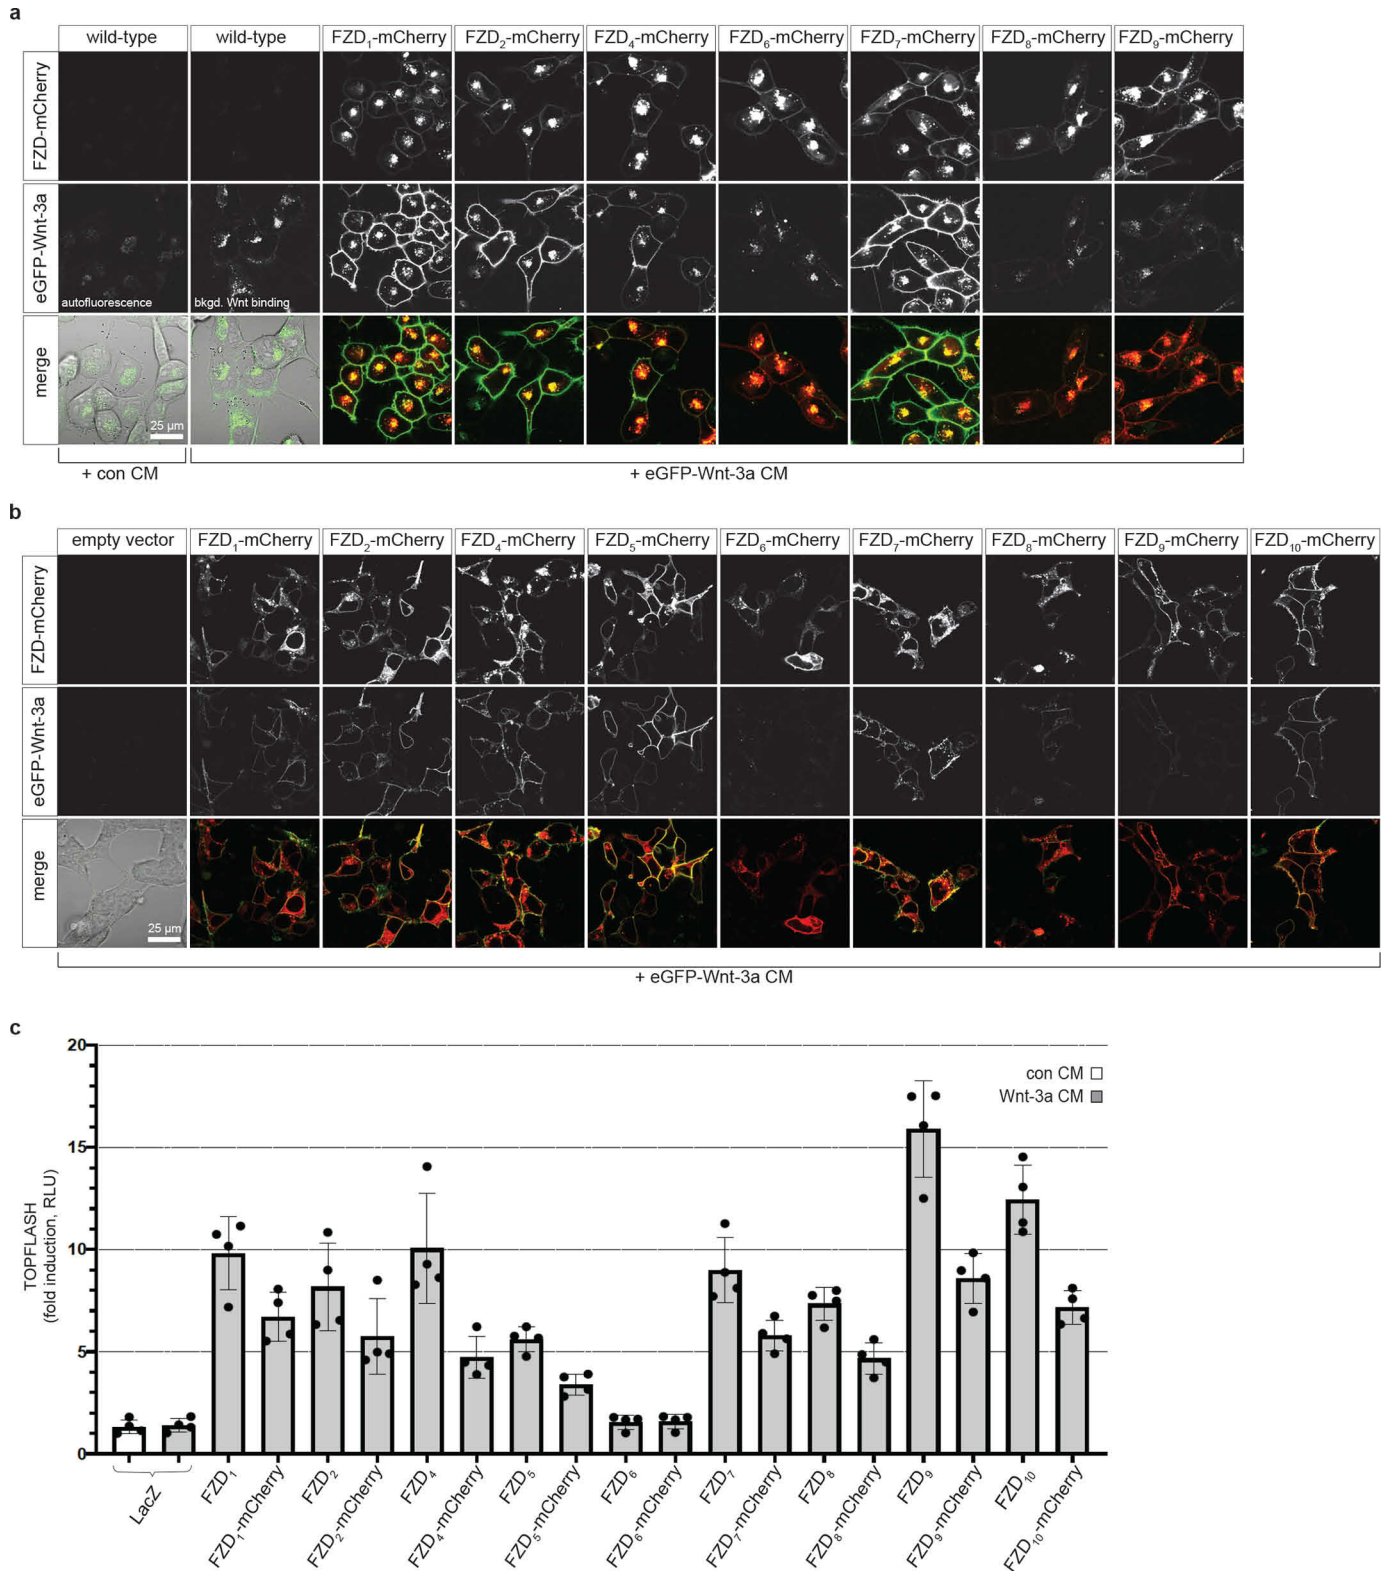 a
wild-type wild-type FZD₁-mCherry FZD₂-mCherry FZD₄-mCherry FZD₆-mCherry FZD₇-mCherry FZD₈-mCherry FZD₉-mCherry
FZD-mCherry
eGFP-Wnt-3a
autofluorescence bkgd. Wnt binding
merge
25 µm
+ con CM + eGFP-Wnt-3a CM
b
empty vector FZD₁-mCherry FZD₂-mCherry FZD₄-mCherry FZD₅-mCherry FZD₆-mCherry FZD₇-mCherry FZD₈-mCherry FZD₉-mCherry FZD₁₀-mCherry
FZD-mCherry
eGFP-Wnt-3a
merge
25 µm
+ eGFP-Wnt-3a CM
c
TOPFLASH
(fold induction, RLU)
20
15
10
5
0
con CM
Wnt-3a CM
LacZ
FZD₁
FZD₁-mCherry
FZD₂
FZD₂-mCherry
FZD₄
FZD₄-mCherry
FZD₅
FZD₅-mCherry
FZD₆
FZD₆-mCherry
FZD₇
FZD₇-mCherry
FZD₈
FZD₈-mCherry
FZD₉
FZD₉-mCherry
FZD₁₀
FZD₁₀-mCherry